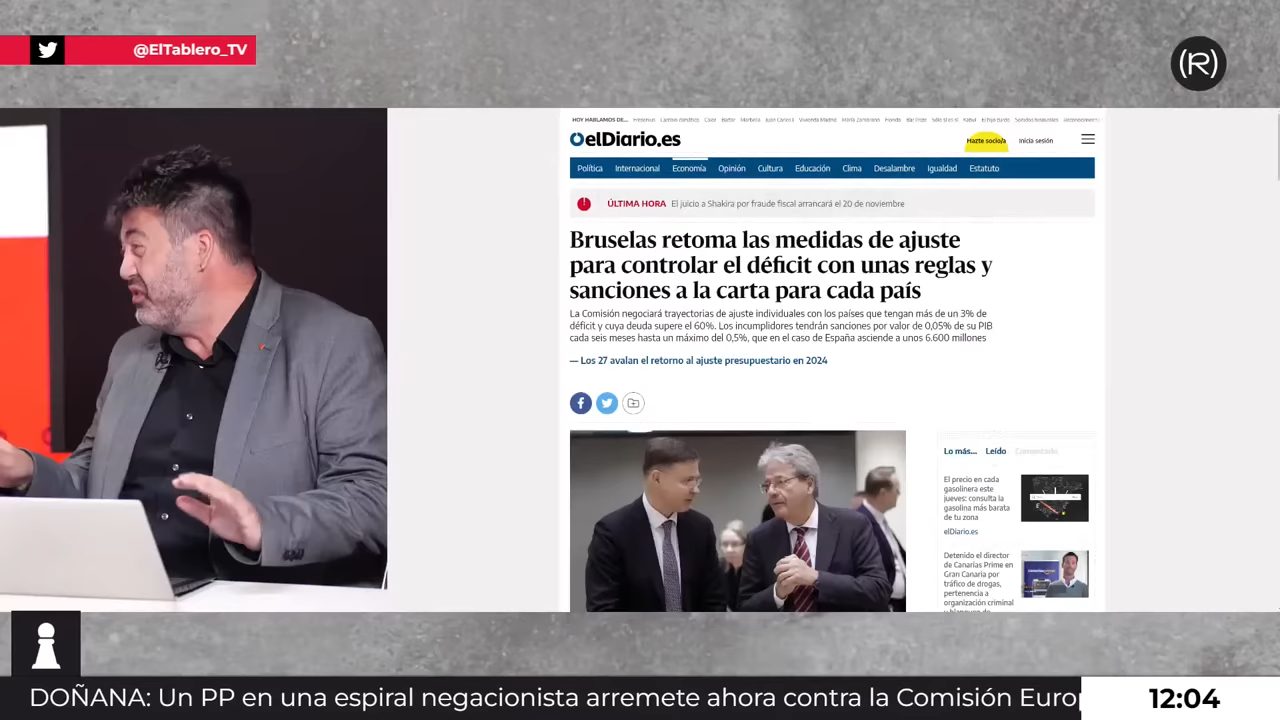 @ElTablero_TV
(R)
HOY HABLAMOS DE...
elDiario.es
Hazte socio/a
Inicia sesión
Política Internacional Economía Opinión Cultura Educación Clima Desalambre Igualdad Estatuto
ÚLTIMA HORA El juicio a Shakira por fraude fiscal arrancará el 20 de noviembre
Bruselas retoma las medidas de ajuste
para controlar el déficit con unas reglas y
sanciones a la carta para cada país
La Comisión negociará trayectorias de ajuste individuales con los países que tengan más de un 3% de
déficit y cuya deuda supere el 60%. Los incumplidores tendrán sanciones por valor de 0,05% de su PIB
cada seis meses hasta un máximo del 0,5%, que en el caso de España asciende a unos 6.600 millones
— Los 27 avalan el retorno al ajuste presupuestario en 2024
Lo más... Leído Comentado
El precio en cada
gasolinera este
jueves: consulta la
gasolina más barata
de tu zona
elDiario.es
Detenido el director
de Canarias Prime en
Gran Canaria por
tráfico de drogas,
pertenencia a
organización criminal
DOÑANA: Un PP en una espiral negacionista arremete ahora contra la Comisión Euro
12:04